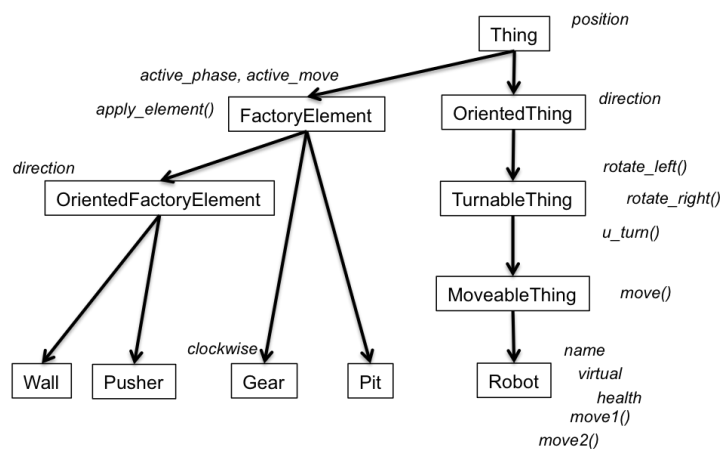 Thing
position
active_phase, active_move
apply_element()
FactoryElement
OrientedThing
direction
direction
OrientedFactoryElement
TurnableThing
rotate_left()
rotate_right()
u_turn()
MoveableThing
move()
clockwise
Wall
Pusher
Gear
Pit
Robot
name
virtual
health
move1()
move2()